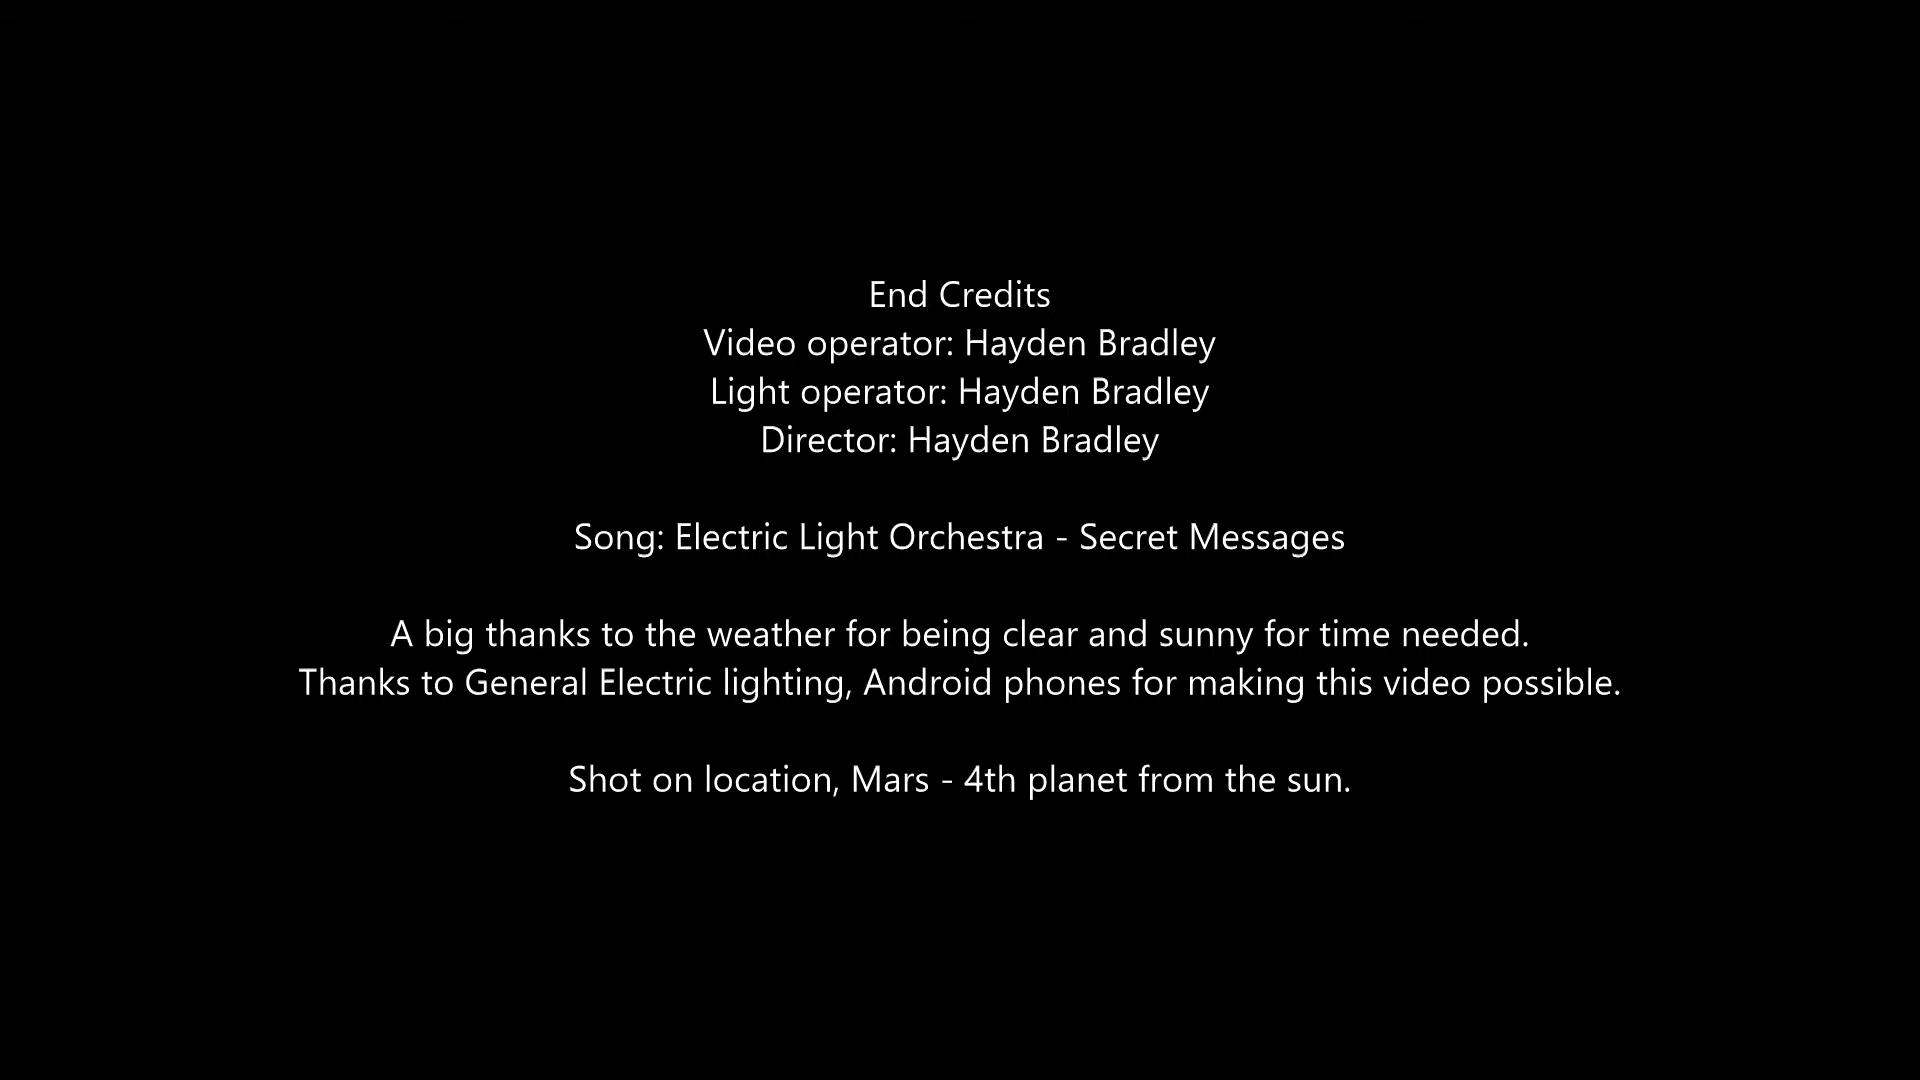 End Credits
Video operator: Hayden Bradley
Light operator: Hayden Bradley
Director: Hayden Bradley
Song: Electric Light Orchestra - Secret Messages
A big thanks to the weather for being clear and sunny for time needed.
Thanks to General Electric lighting, Android phones for making this video possible.
Shot on location, Mars - 4th planet from the sun.